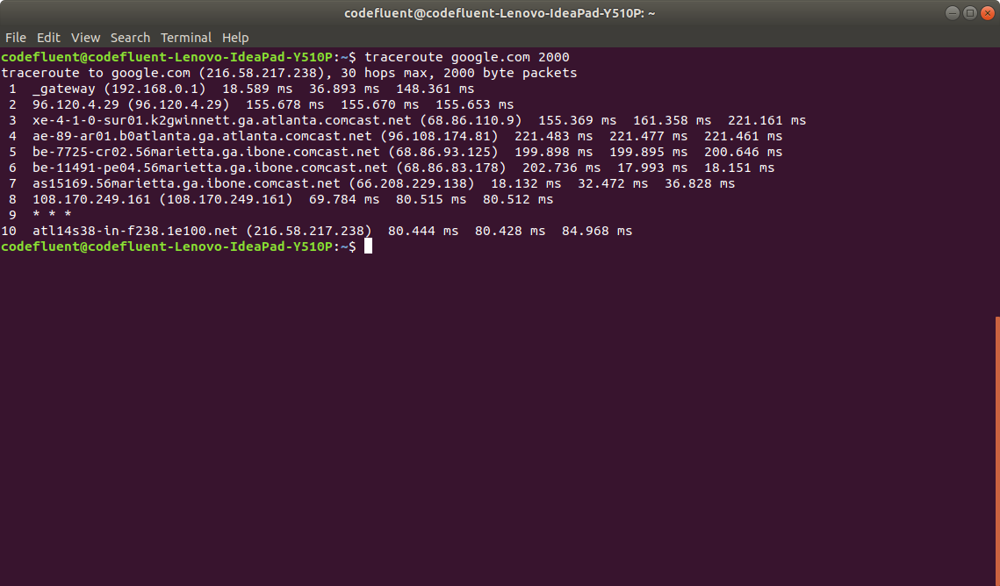 codefluent@codefluent-Lenovo-IdeaPad-Y510P: ~
File Edit View Search Terminal Help
codefluent@codefluent-Lenovo-IdeaPad-Y510P:~$ traceroute google.com 2000
traceroute to google.com (216.58.217.238), 30 hops max, 2000 byte packets
 1  _gateway (192.168.0.1)  18.589 ms  36.893 ms  148.361 ms
 2  96.120.4.29 (96.120.4.29)  155.678 ms  155.670 ms  155.653 ms
 3  xe-4-1-0-sur01.k2gwinnett.ga.atlanta.comcast.net (68.86.110.9)  155.369 ms  161.358 ms  221.161 ms
 4  ae-89-ar01.b0atlanta.ga.atlanta.comcast.net (96.108.174.81)  221.483 ms  221.477 ms  221.461 ms
 5  be-7725-cr02.56marietta.ga.ibone.comcast.net (68.86.93.125)  199.898 ms  199.895 ms  200.646 ms
 6  be-11491-pe04.56marietta.ga.ibone.comcast.net (68.86.83.178)  202.736 ms  17.993 ms  18.151 ms
 7  as15169.56marietta.ga.ibone.comcast.net (66.208.229.138)  18.132 ms  32.472 ms  36.828 ms
 8  108.170.249.161 (108.170.249.161)  69.784 ms  80.515 ms  80.512 ms
 9  * * *
10  atl14s38-in-f238.1e100.net (216.58.217.238)  80.444 ms  80.428 ms  84.968 ms
codefluent@codefluent-Lenovo-IdeaPad-Y510P:~$